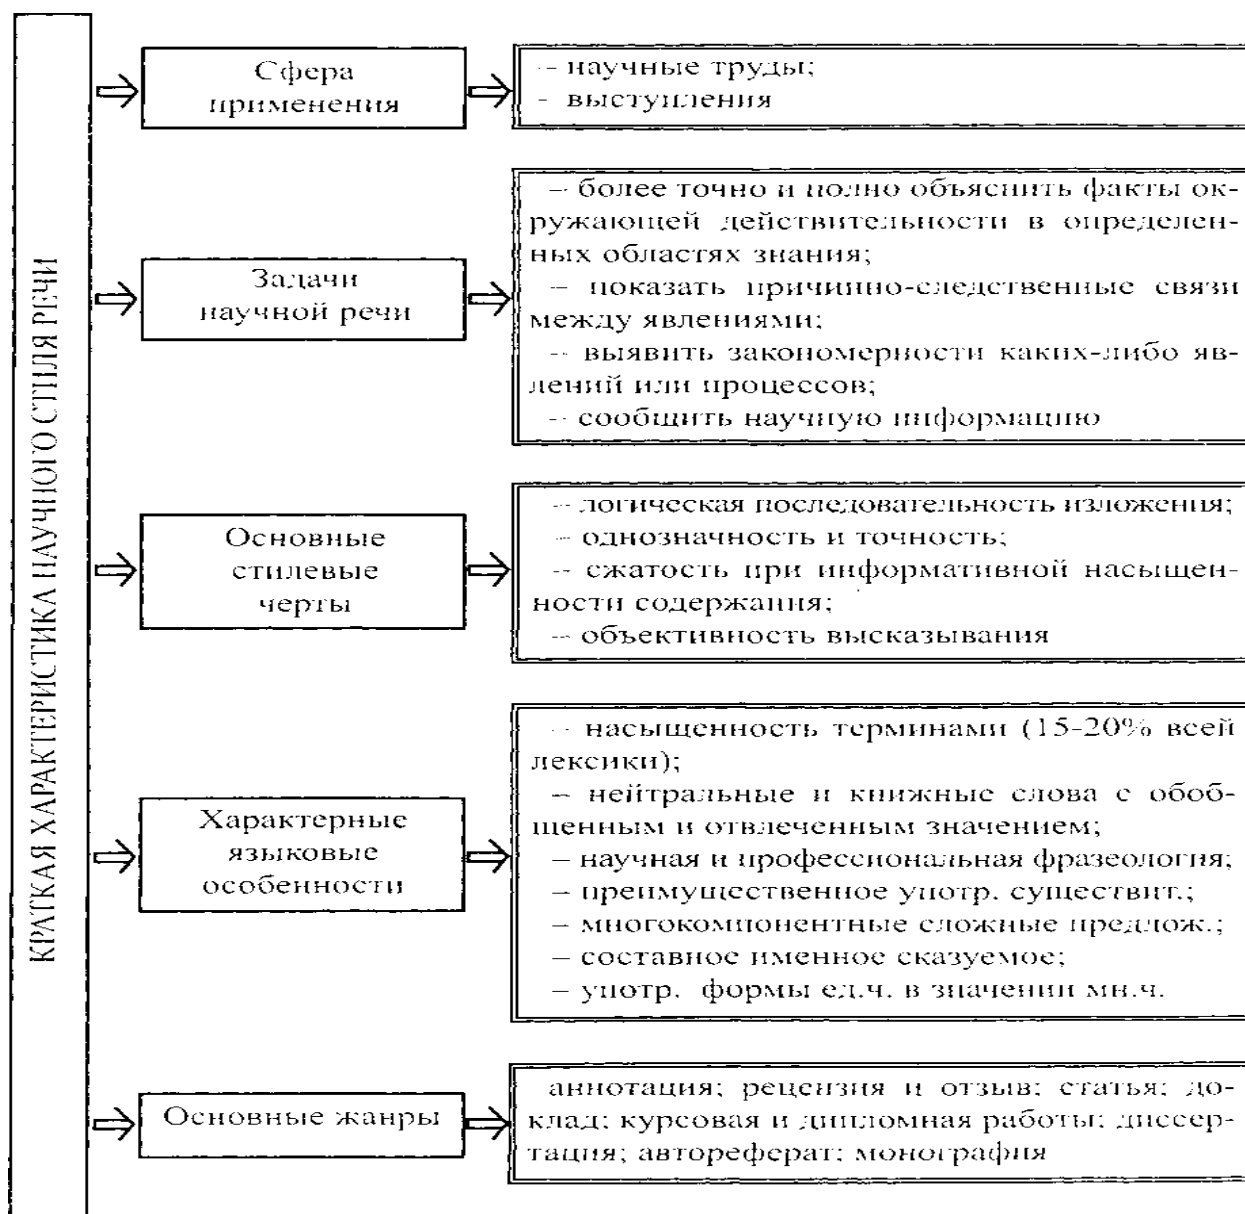 КРАТКАЯ ХАРАКТЕРИСТИКА НАУЧНОГО СТИЛЯ РЕЧИ
Сфера
применения
– научные труды;
- выступления
Задачи
научной речи
– более точно и полно объяснить факты ок-
ружающей действительности в определен-
ных областях знания;
– показать причинно-следственные связи
между явлениями;
– выявить закономерности каких-либо яв-
лений или процессов;
– сообщить научную информацию
Основные
стилевые
черты
– логическая последовательность изложения;
– однозначность и точность;
– сжатость при информативной насыщен-
ности содержания;
– объективность высказывания
Характерные
языковые
особенности
– насыщенность терминами (15-20% всей
лексики);
– нейтральные и книжные слова с обоб-
щенным и отвлеченным значением;
– научная и профессиональная фразеология;
– преимущественное употр. существит.;
– многокомпонентные сложные предлож.;
– составное именное сказуемое;
– употр. формы ед.ч. в значении мн.ч.
Основные жанры
аннотация; рецензия и отзыв; статья; до-
клад; курсовая и дипломная работы; диссер-
тация; автореферат; монография